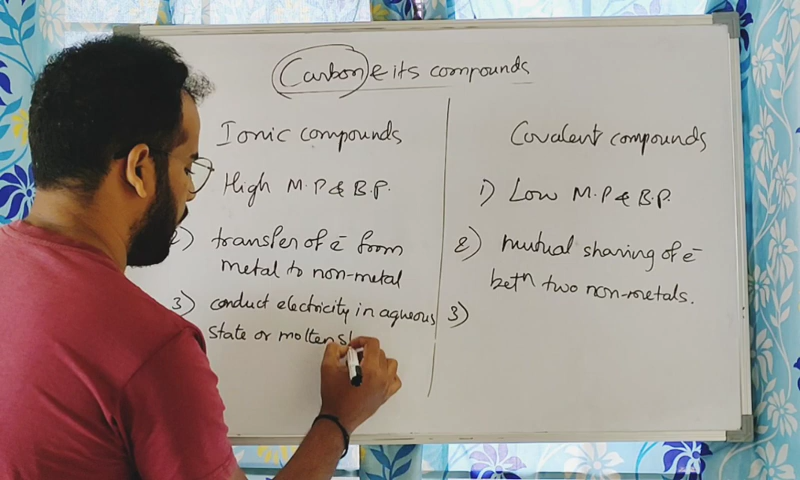 Carbon & its compounds
Ionic compounds
High M.P & B.P.
2) transfer of e⁻ from
metal to non-metal
3) conduct electricity in aqueous
state or molten st
Covalent compounds
1) Low M.P & B.P.
2) mutual sharing of e⁻
betⁿ two non-metals.
3)